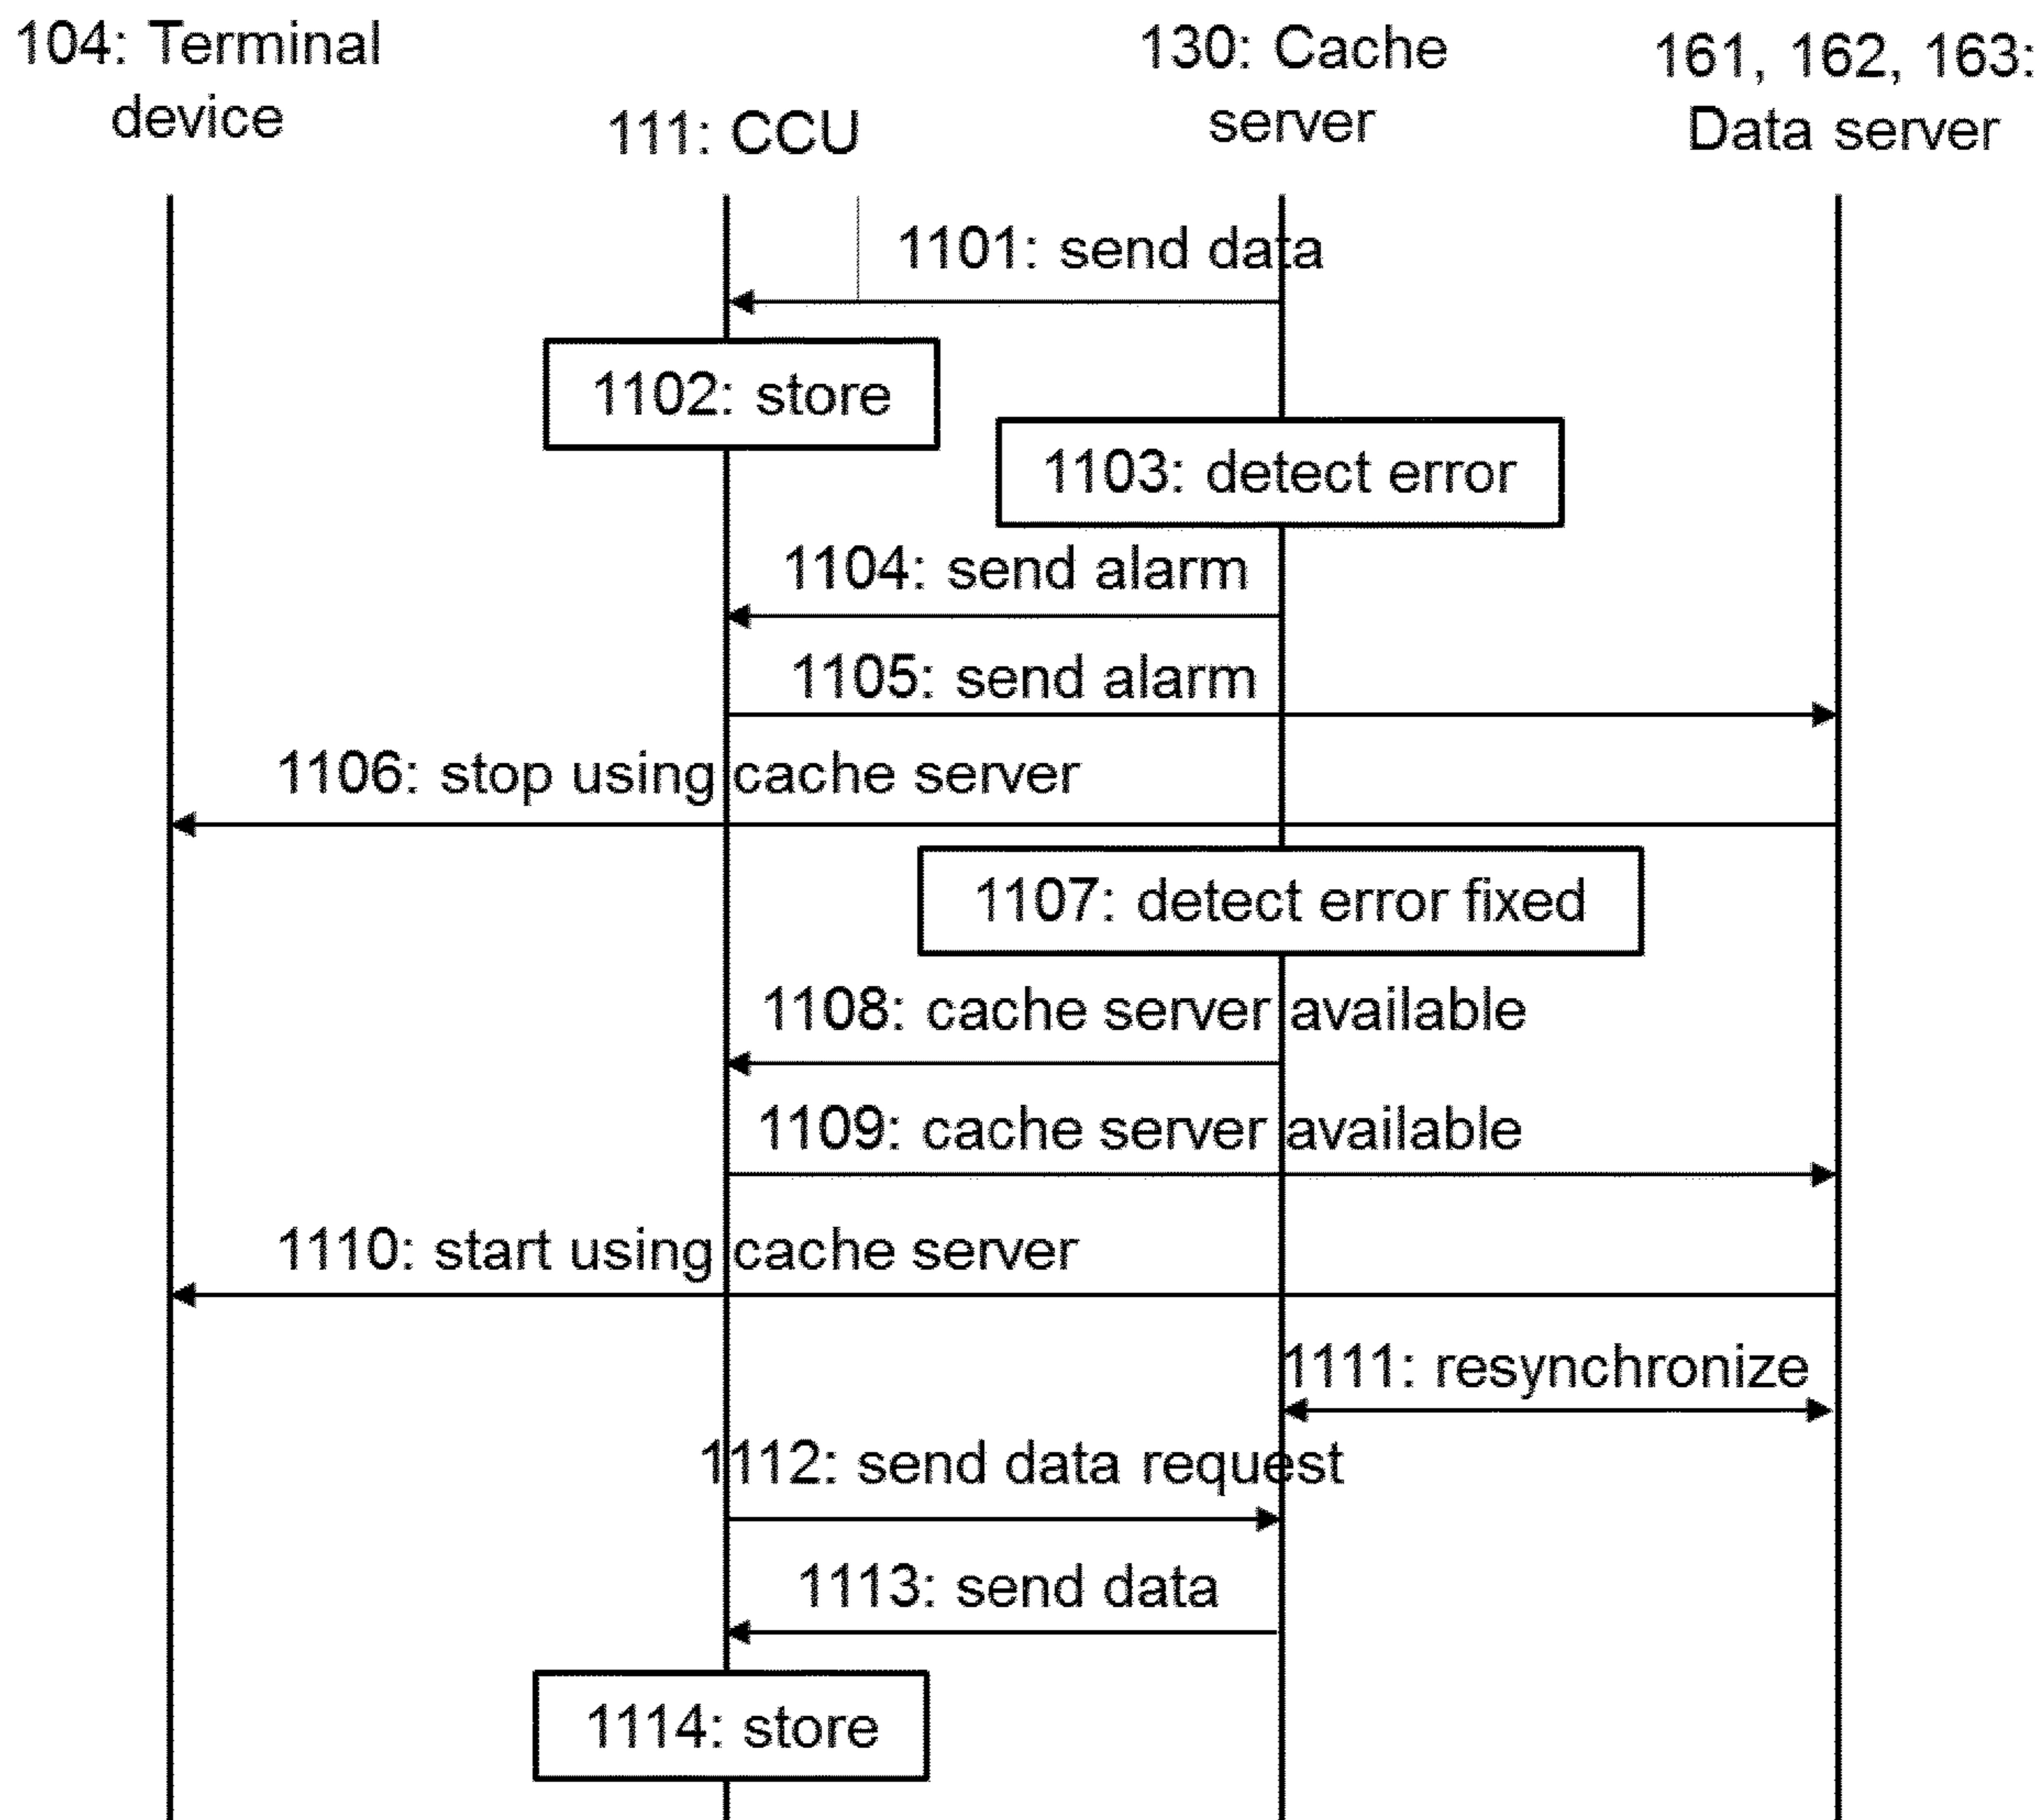 104: Terminal
device
111: CCU
130: Cache
server
161, 162, 163:
Data server
1101: send data
1102: store
1103: detect error
1104: send alarm
1105: send alarm
1106: stop using cache server
1107: detect error fixed
1108: cache server available
1109: cache server available
1110: start using cache server
1111: resynchronize
1112: send data request
1113: send data
1114: store